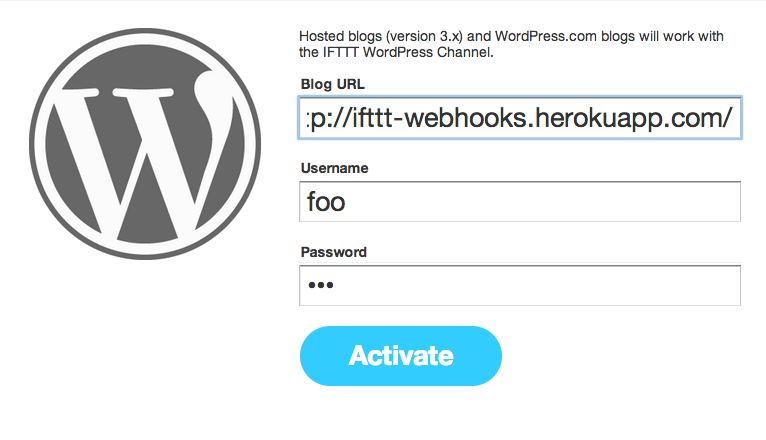 Hosted blogs (version 3.x) and WordPress.com blogs will work with
the IFTTT WordPress Channel.
Blog URL
:p://ifttt-webhooks.herokuapp.com/
Username
foo
Password
•••
Activate